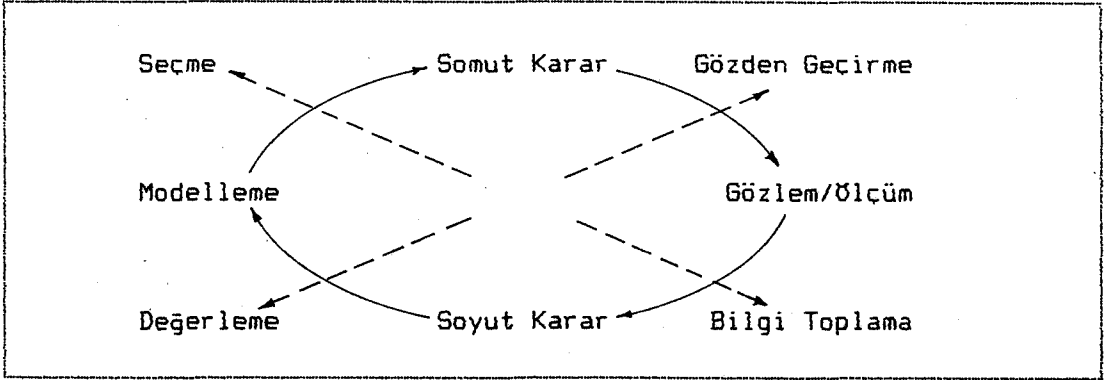 Seçme Somut Karar Gözden Geçirme
Modelleme Gözlem/Ölçüm
Değerleme Soyut Karar Bilgi Toplama